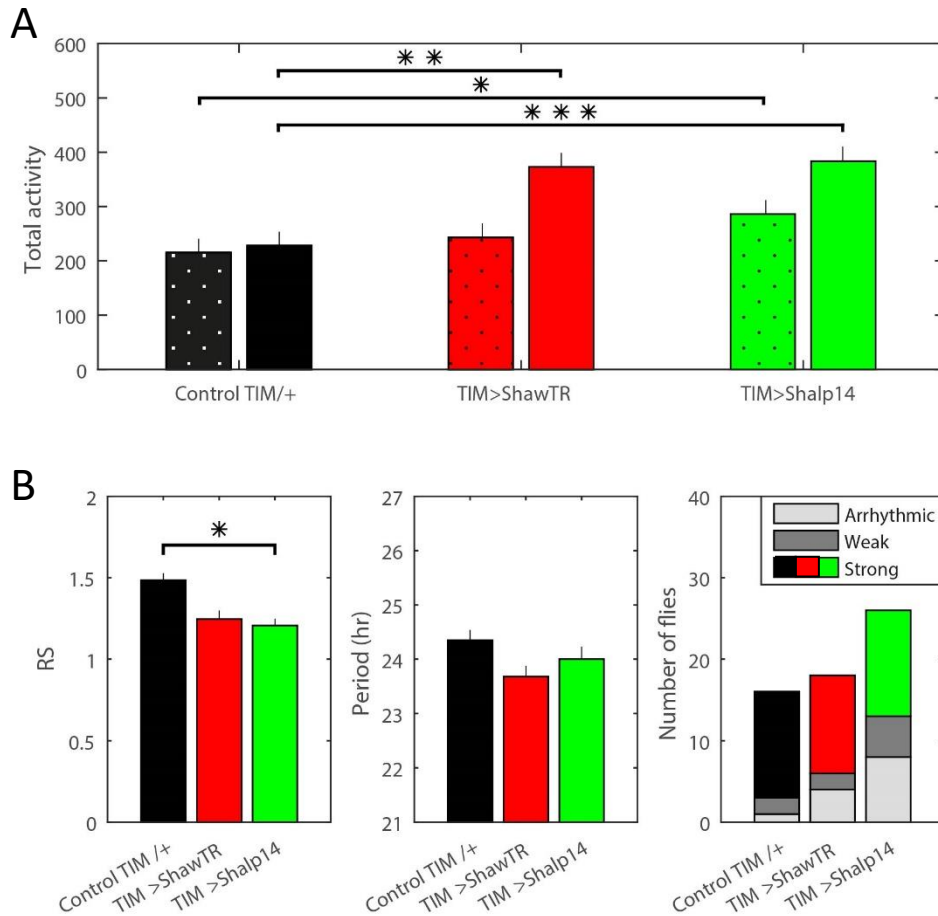 A
600
500
400
300
200
100
0
Total activity
* *
*
* * *
Control TIM/+
TIM>ShawTR
TIM>Shalp14
B
2
1.5
1
0.5
0
RS
*
Control TIM /+
TIM >ShawTR
TIM >Shalp14
27
26
25
24
23
22
21
Period (hr)
Control TIM /+
TIM >ShawTR
TIM >Shalp14
40
30
20
10
0
Number of flies
Arrhythmic
Weak
Strong
Control TIM /+
TIM >ShawTR
TIM >Shalp14